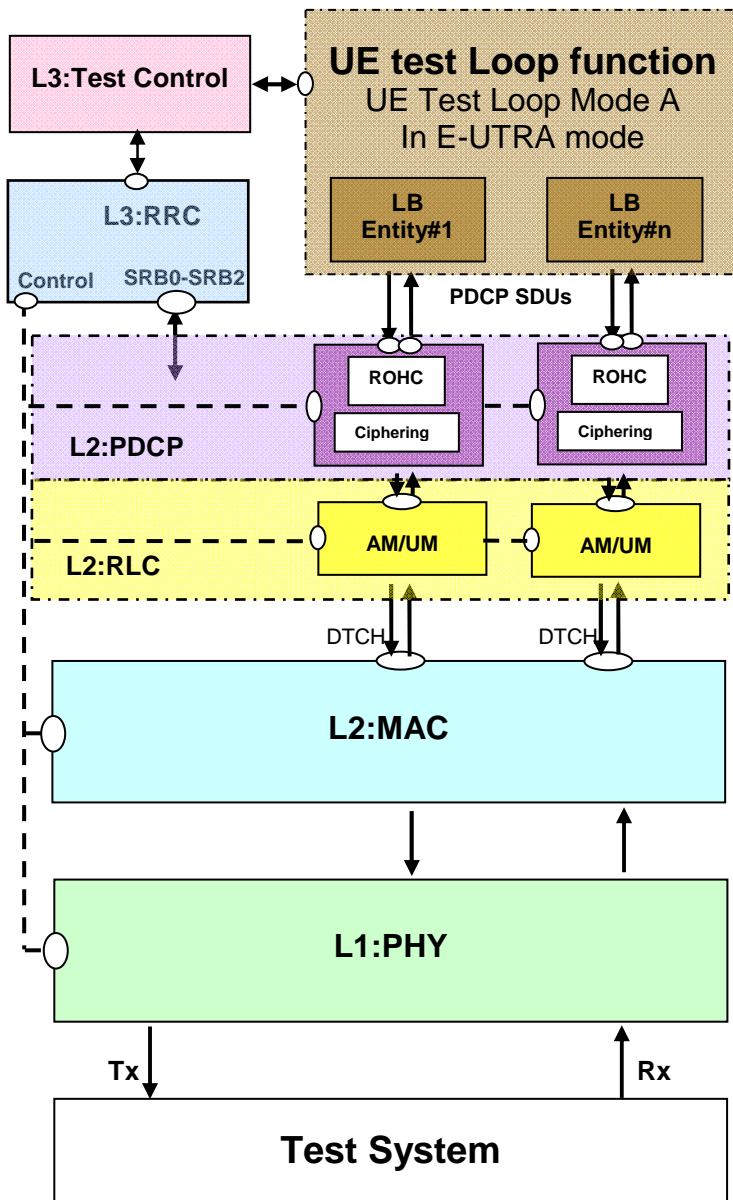 L3:Test Control
UE test Loop function
UE Test Loop Mode A
In E-UTRA mode
L3:RRC
Control
SRB0-SRB2
LB
Entity#1
LB
Entity#n
PDCP SDUs
ROHC
Ciphering
ROHC
Ciphering
L2:PDCP
AM/UM
AM/UM
L2:RLC
DTCH
DTCH
L2:MAC
L1:PHY
Tx
Rx
Test System